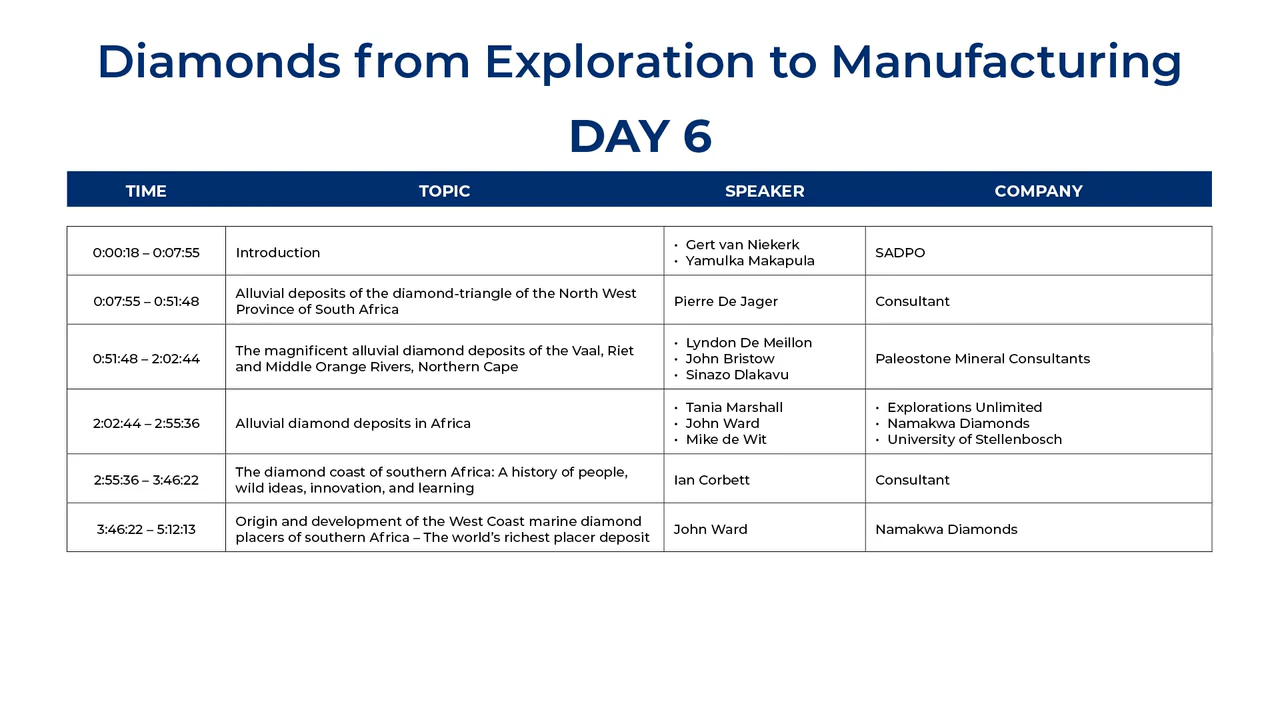 Diamonds from Exploration to Manufacturing
DAY 6
TIME TOPIC SPEAKER COMPANY
0:00:18 – 0:07:55
Introduction
• Gert van Niekerk
• Yamulka Makapula
SADPO
0:07:55 – 0:51:48
Alluvial deposits of the diamond-triangle of the North West
Province of South Africa
Pierre De Jager
Consultant
0:51:48 – 2:02:44
The magnificent alluvial diamond deposits of the Vaal, Riet
and Middle Orange Rivers, Northern Cape
• Lyndon De Meillon
• John Bristow
• Sinazo Dlakavu
Paleostone Mineral Consultants
2:02:44 – 2:55:36
Alluvial diamond deposits in Africa
• Tania Marshall
• John Ward
• Mike de Wit
• Explorations Unlimited
• Namakwa Diamonds
• University of Stellenbosch
2:55:36 – 3:46:22
The diamond coast of southern Africa: A history of people,
wild ideas, innovation, and learning
Ian Corbett
Consultant
3:46:22 – 5:12:13
Origin and development of the West Coast marine diamond
placers of southern Africa – The world’s richest placer deposit
John Ward
Namakwa Diamonds